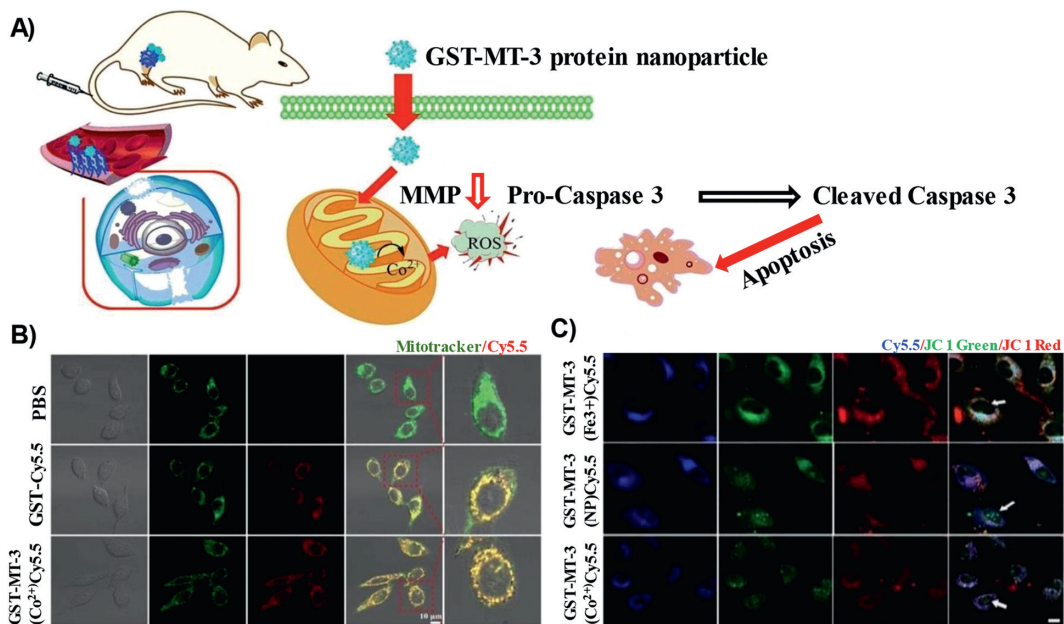 A)
GST-MT-3 protein nanoparticle
MMP
Pro-Caspase 3
Cleaved Caspase 3
ROS
Co²⁺
Apoptosis
B)
Mitotracker/Cy5.5
PBS
GST-Cy5.5
GST-MT-3
(Co²⁺)Cy5.5
10 µm
C)
Cy5.5/JC 1 Green/JC 1 Red
GST-MT-3
(Fe3+)Cy5.5
GST-MT-3
(NP)Cy5.5
GST-MT-3
(Co²⁺)Cy5.5